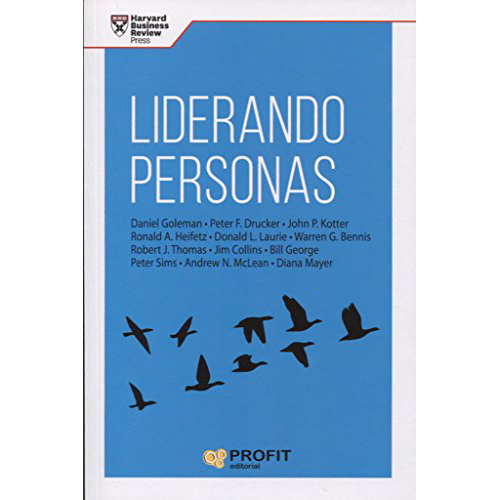 Harvard
Business
Review
Press
LIDERANDO
PERSONAS
Daniel Goleman • Peter F. Drucker • John P. Kotter
Ronald A. Heifetz • Donald L. Laurie • Warren G. Bennis
Robert J. Thomas • Jim Collins • Bill George
Peter Sims • Andrew N. McLean • Diana Mayer
PROFIT
editorial